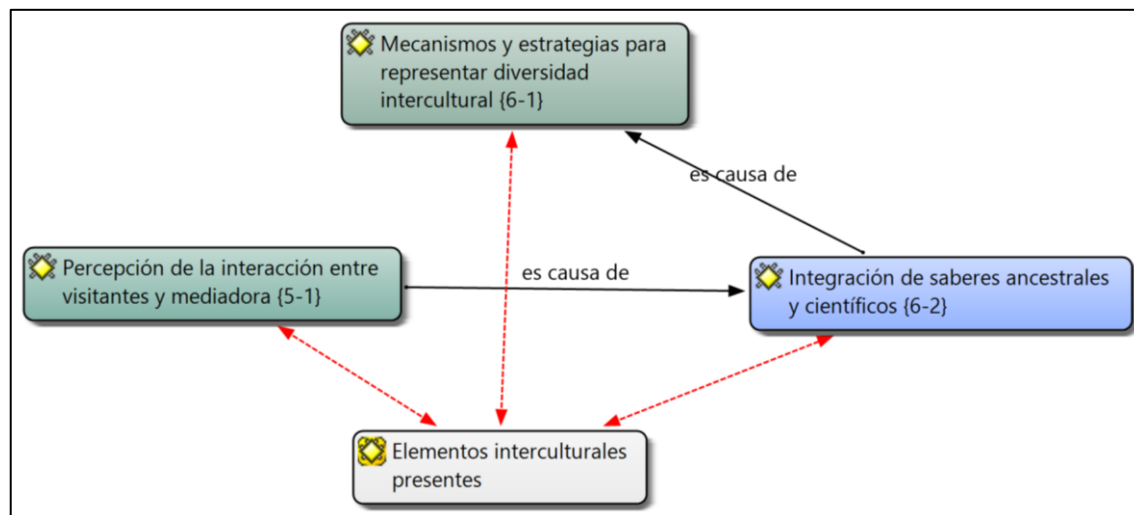 Mecanismos y estrategias para
representar diversidad
intercultural {6-1}
es causa de
Percepción de la interacción entre
visitantes y mediadora {5-1}
es causa de
Integración de saberes ancestrales
y científicos {6-2}
Elementos interculturales
presentes